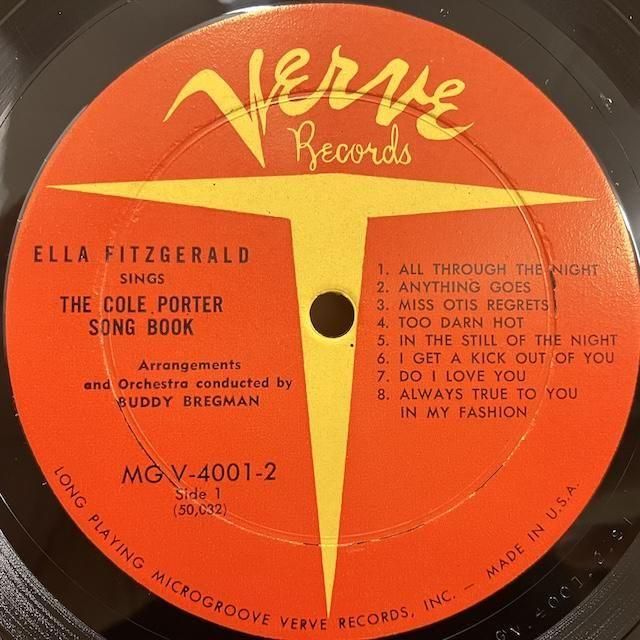 Verve
Records
ELLA FITZGERALD
SINGS
THE COLE PORTER
SONG BOOK
Arrangements
and Orchestra conducted by
BUDDY BREGMAN
MG V-4001-2
Side 1
(50,032)
1. ALL THROUGH THE NIGHT
2. ANYTHING GOES
3. MISS OTIS REGRETS
4. TOO DARN HOT
5. IN THE STILL OF THE NIGHT
6. I GET A KICK OUT OF YOU
7. DO I LOVE YOU
8. ALWAYS TRUE TO YOU
IN MY FASHION
LONG PLAYING MICROGROOVE VERVE RECORDS, INC. — MADE IN U.S.A.